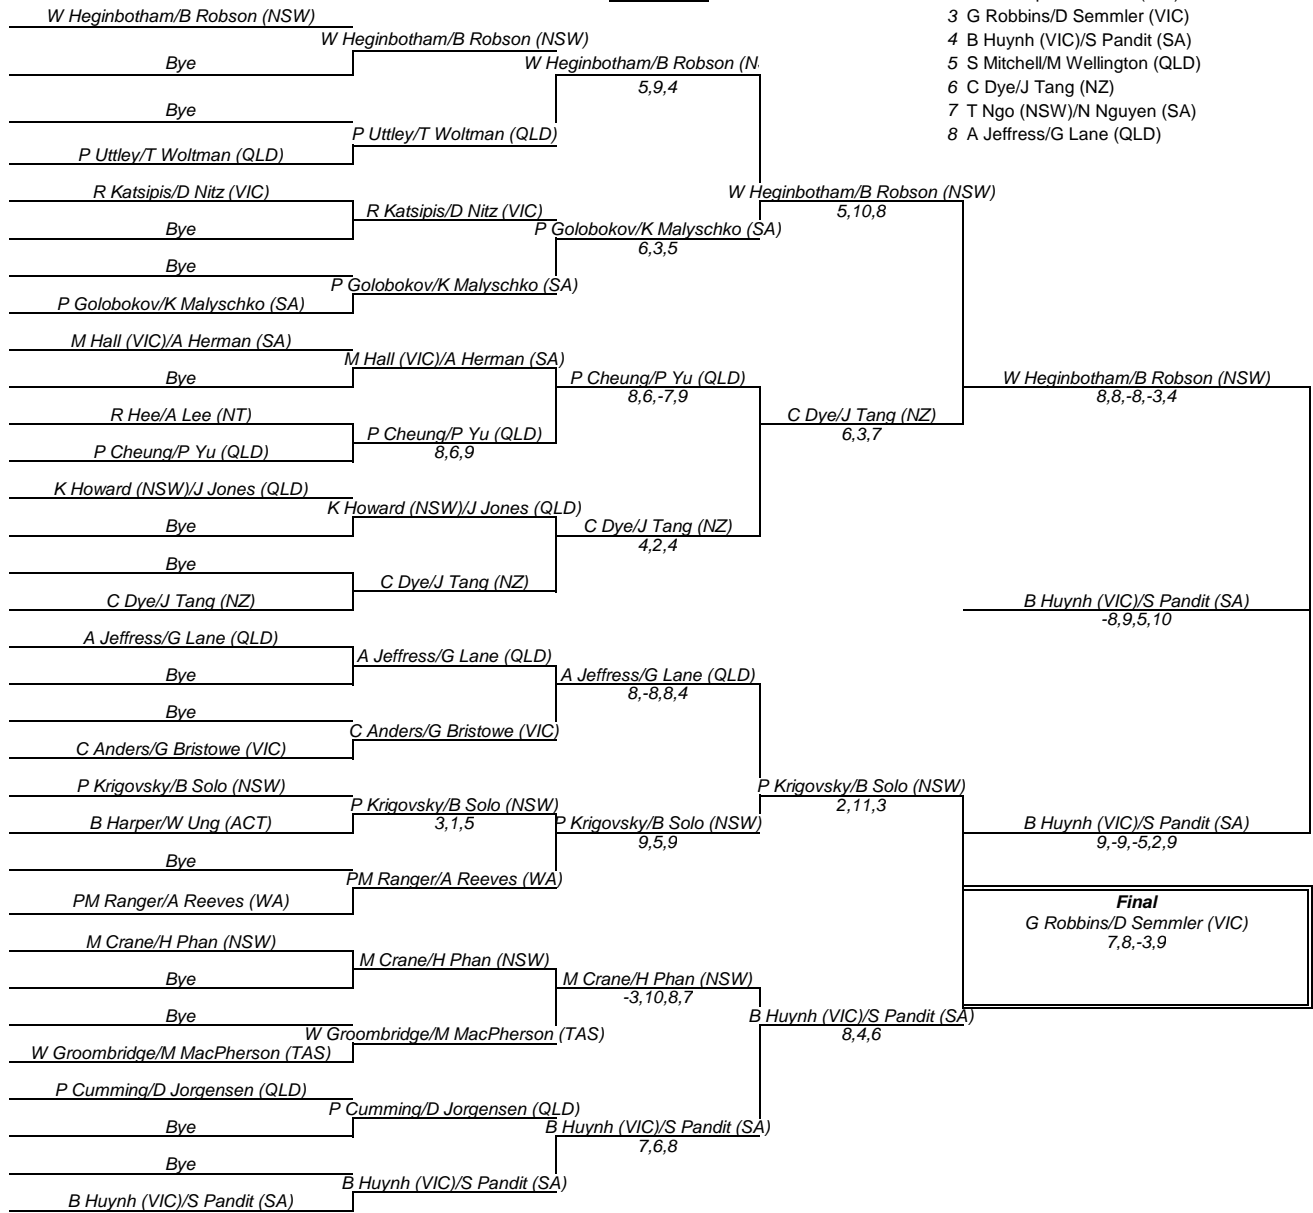 W Heginbotham/B Robson (NSW)
Bye
Bye
P Uttley/T Woltman (QLD)
R Katsipis/D Nitz (VIC)
Bye
Bye
P Golobokov/K Malyschko (SA)
M Hall (VIC)/A Herman (SA)
Bye
R Hee/A Lee (NT)
P Cheung/P Yu (QLD)
K Howard (NSW)/J Jones (QLD)
Bye
Bye
C Dye/J Tang (NZ)
A Jeffress/G Lane (QLD)
Bye
Bye
C Anders/G Bristowe (VIC)
P Krigovsky/B Solo (NSW)
B Harper/W Ung (ACT)
Bye
PM Ranger/A Reeves (WA)
M Crane/H Phan (NSW)
Bye
Bye
W Groombridge/M MacPherson (TAS)
P Cumming/D Jorgensen (QLD)
Bye
Bye
B Huynh (VIC)/S Pandit (SA)
W Heginbotham/B Robson (NSW)
P Uttley/T Woltman (QLD)
R Katsipis/D Nitz (VIC)
P Golobokov/K Malyschko (SA)
M Hall (VIC)/A Herman (SA)
P Cheung/P Yu (QLD)
8,6,9
K Howard (NSW)/J Jones (QLD)
C Dye/J Tang (NZ)
A Jeffress/G Lane (QLD)
C Anders/G Bristowe (VIC)
P Krigovsky/B Solo (NSW)
3,1,5
PM Ranger/A Reeves (WA)
M Crane/H Phan (NSW)
W Groombridge/M MacPherson (TAS)
P Cumming/D Jorgensen (QLD)
B Huynh (VIC)/S Pandit (SA)
W Heginbotham/B Robson (N
5,9,4
P Golobokov/K Malyschko (SA)
6,3,5
P Cheung/P Yu (QLD)
8,6,-7,9
C Dye/J Tang (NZ)
4,2,4
A Jeffress/G Lane (QLD)
8,-8,8,4
P Krigovsky/B Solo (NSW)
9,5,9
M Crane/H Phan (NSW)
-3,10,8,7
B Huynh (VIC)/S Pandit (SA)
7,6,8
W Heginbotham/B Robson (NSW)
5,10,8
C Dye/J Tang (NZ)
6,3,7
P Krigovsky/B Solo (NSW)
2,11,3
B Huynh (VIC)/S Pandit (SA)
8,4,6
3 G Robbins/D Semmler (VIC)
4 B Huynh (VIC)/S Pandit (SA)
5 S Mitchell/M Wellington (QLD)
6 C Dye/J Tang (NZ)
7 T Ngo (NSW)/N Nguyen (SA)
8 A Jeffress/G Lane (QLD)
W Heginbotham/B Robson (NSW)
8,8,-8,-3,4
B Huynh (VIC)/S Pandit (SA)
-8,9,5,10
B Huynh (VIC)/S Pandit (SA)
9,-9,-5,2,9
Final
G Robbins/D Semmler (VIC)
7,8,-3,9